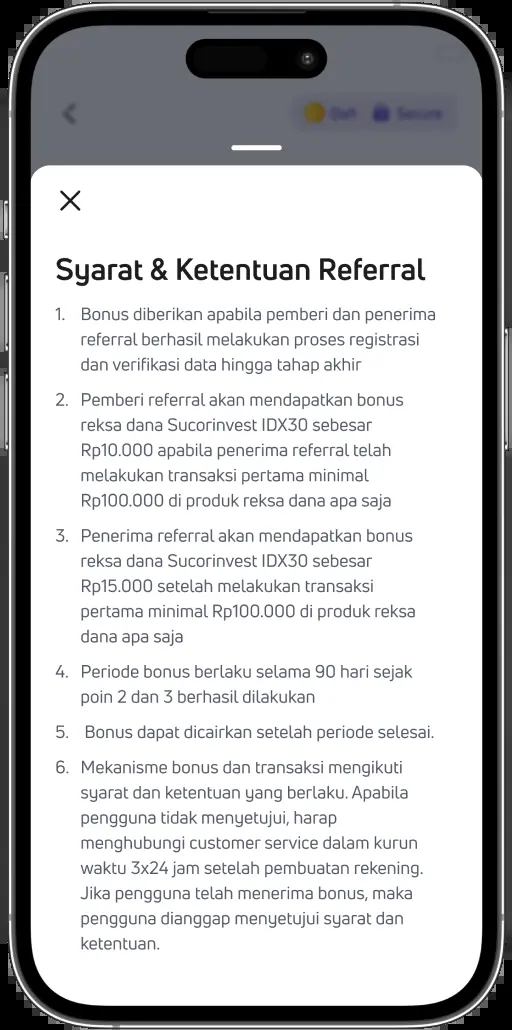 Secure
Syarat & Ketentuan Referral
1. Bonus diberikan apabila pemberi dan penerima
referral berhasil melakukan proses registrasi
dan verifikasi data hingga tahap akhir
2. Pemberi referral akan mendapatkan bonus
reksa dana Sucorinvest IDX30 sebesar
Rp10.000 apabila penerima referral telah
melakukan transaksi pertama minimal
Rp100.000 di produk reksa dana apa saja
3. Penerima referral akan mendapatkan bonus
reksa dana Sucorinvest IDX30 sebesar
Rp15.000 setelah melakukan transaksi
pertama minimal Rp100.000 di produk reksa
dana apa saja
4. Periode bonus berlaku selama 90 hari sejak
poin 2 dan 3 berhasil dilakukan
5. Bonus dapat dicairkan setelah periode selesai.
6. Mekanisme bonus dan transaksi mengikuti
syarat dan ketentuan yang berlaku. Apabila
pengguna tidak menyetujui, harap
menghubungi customer service dalam kurun
waktu 3x24 jam setelah pembuatan rekening.
Jika pengguna telah menerima bonus, maka
pengguna dianggap menyetujui syarat dan
ketentuan.